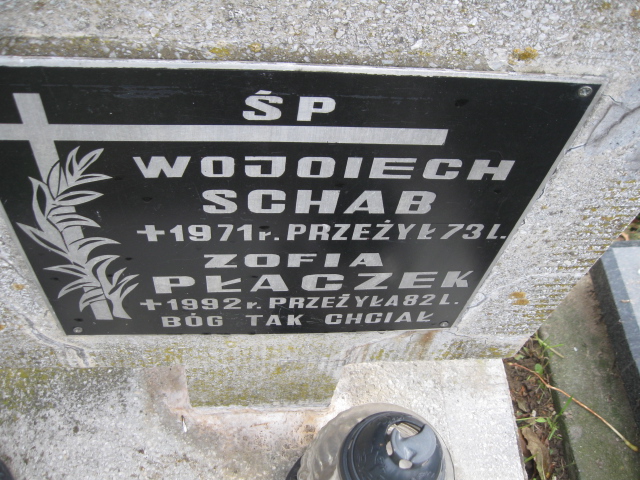 ŚP
WOJOIECH
SCHAB
+1971 r. PRZEŻYŁ 73 L.
ZOFIA
PŁACZEK
+1992 r. PRZEŻYŁA 82 L.
BÓG TAK CHCIAŁ